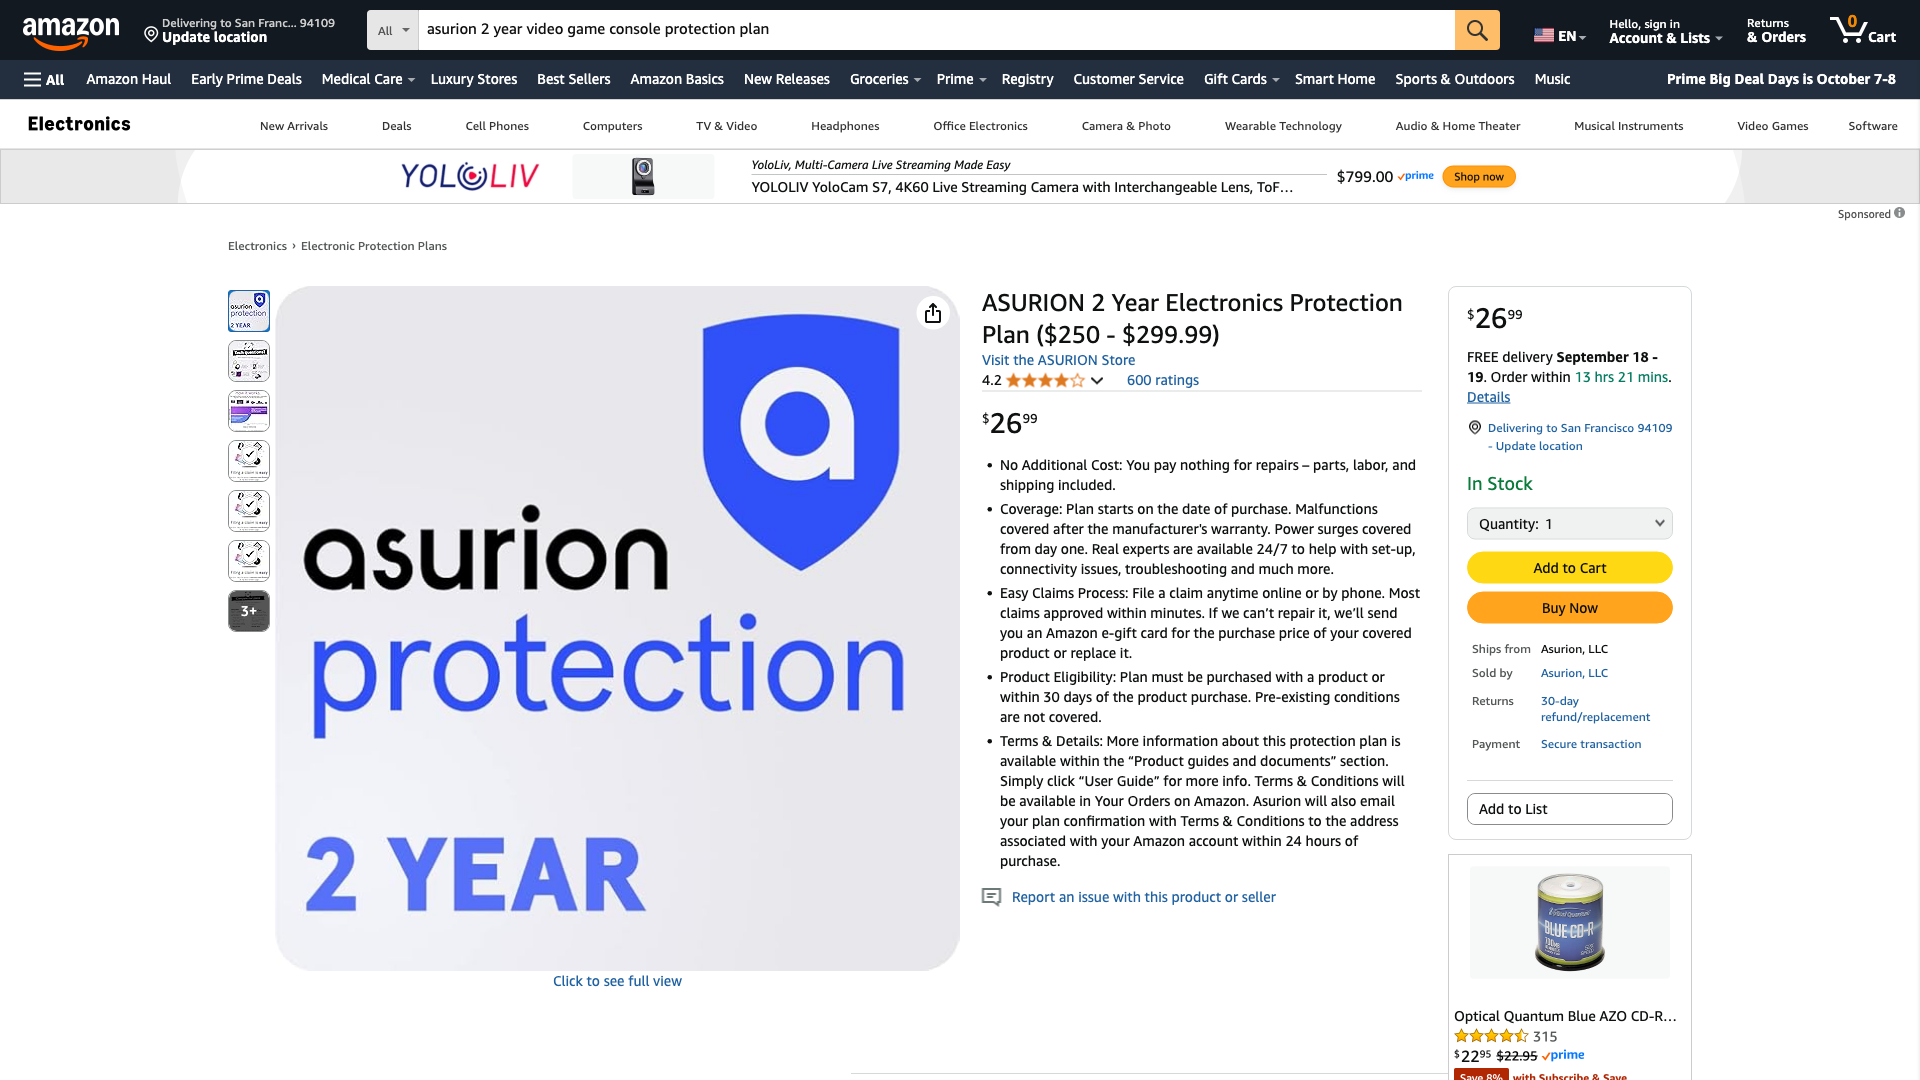 amazon
Delivering to San Franc... 94109
Update location
All
asurion 2 year video game console protection plan
EN
Hello, sign in
Account & Lists
Returns
& Orders
0
Cart
All
Amazon Haul
Early Prime Deals
Medical Care
Luxury Stores
Best Sellers
Amazon Basics
New Releases
Groceries
Prime
Registry
Customer Service
Gift Cards
Smart Home
Sports & Outdoors
Music
Prime Big Deal Days is October 7-8
Electronics
New Arrivals
Deals
Cell Phones
Computers
TV & Video
Headphones
Office Electronics
Camera & Photo
Wearable Technology
Audio & Home Theater
Musical Instruments
Video Games
Software
YOLOLIV
YoloLiv, Multi-Camera Live Streaming Made Easy
YOLOLIV YoloCam S7, 4K60 Live Streaming Camera with Interchangeable Lens, ToF...
$799.00 prime
Shop now
Sponsored
Electronics › Electronic Protection Plans
asurion
protection
2 YEAR
3+
a
asurion
protection
2 YEAR
Click to see full view
ASURION 2 Year Electronics Protection
Plan ($250 - $299.99)
Visit the ASURION Store
4.2
600 ratings
$26 99
• No Additional Cost: You pay nothing for repairs – parts, labor, and
shipping included.
• Coverage: Plan starts on the date of purchase. Malfunctions
covered after the manufacturer's warranty. Power surges covered
from day one. Real experts are available 24/7 to help with set-up,
connectivity issues, troubleshooting and much more.
• Easy Claims Process: File a claim anytime online or by phone. Most
claims approved within minutes. If we can’t repair it, we’ll send
you an Amazon e-gift card for the purchase price of your covered
product or replace it.
• Product Eligibility: Plan must be purchased with a product or
within 30 days of the product purchase. Pre-existing conditions
are not covered.
• Terms & Details: More information about this protection plan is
available within the “Product guides and documents” section.
Simply click “User Guide” for more info. Terms & Conditions will
be available in Your Orders on Amazon. Asurion will also email
your plan confirmation with Terms & Conditions to the address
associated with your Amazon account within 24 hours of
purchase.
Report an issue with this product or seller
$26 99
FREE delivery September 18 -
19. Order within 13 hrs 21 mins.
Details
Delivering to San Francisco 94109
- Update location
In Stock
Quantity: 1
Add to Cart
Buy Now
Ships from Asurion, LLC
Sold by Asurion, LLC
Returns 30-day
refund/replacement
Payment Secure transaction
Add to List
BLUE CD-R
Optical Quantum Blue AZO CD-R...
315
$22 95 $22.95 prime
Save 8% with Subscribe & Save